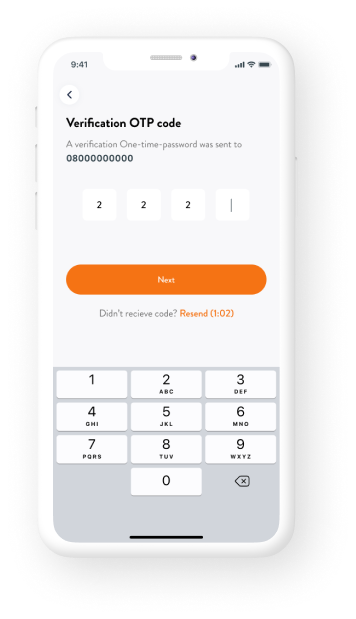 9:41
Verification OTP code
A verification One-time-password was sent to
08000000000
2 2 2
Next
Didn't recieve code? Resend (1:02)
1 2 3
ABC DEF
4 5 6
GHI JKL MNO
7 8 9
PQRS TUV WXYZ
0